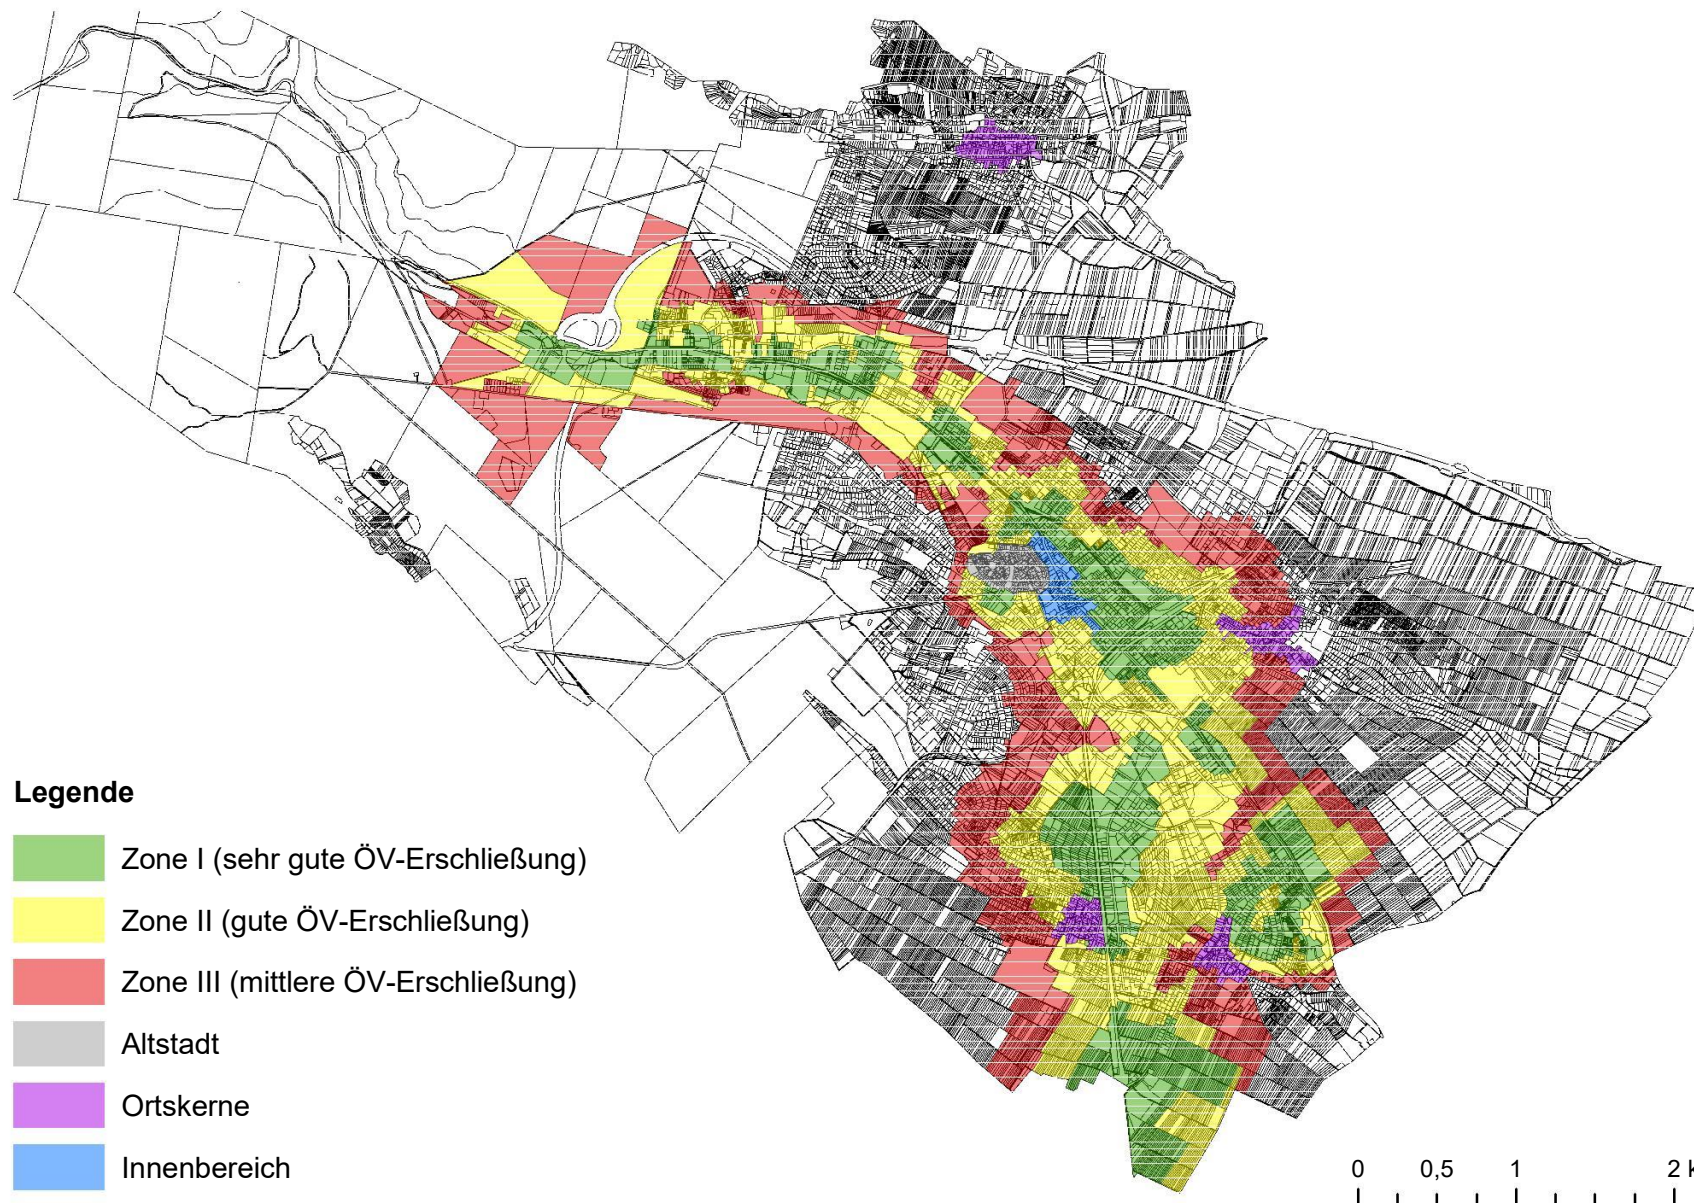 Legende
Zone I (sehr gute ÖV-Erschließung)
Zone II (gute ÖV-Erschließung)
Zone III (mittlere ÖV-Erschließung)
Altstadt
Ortskerne
Innenbereich
0 0,5 1 2 k